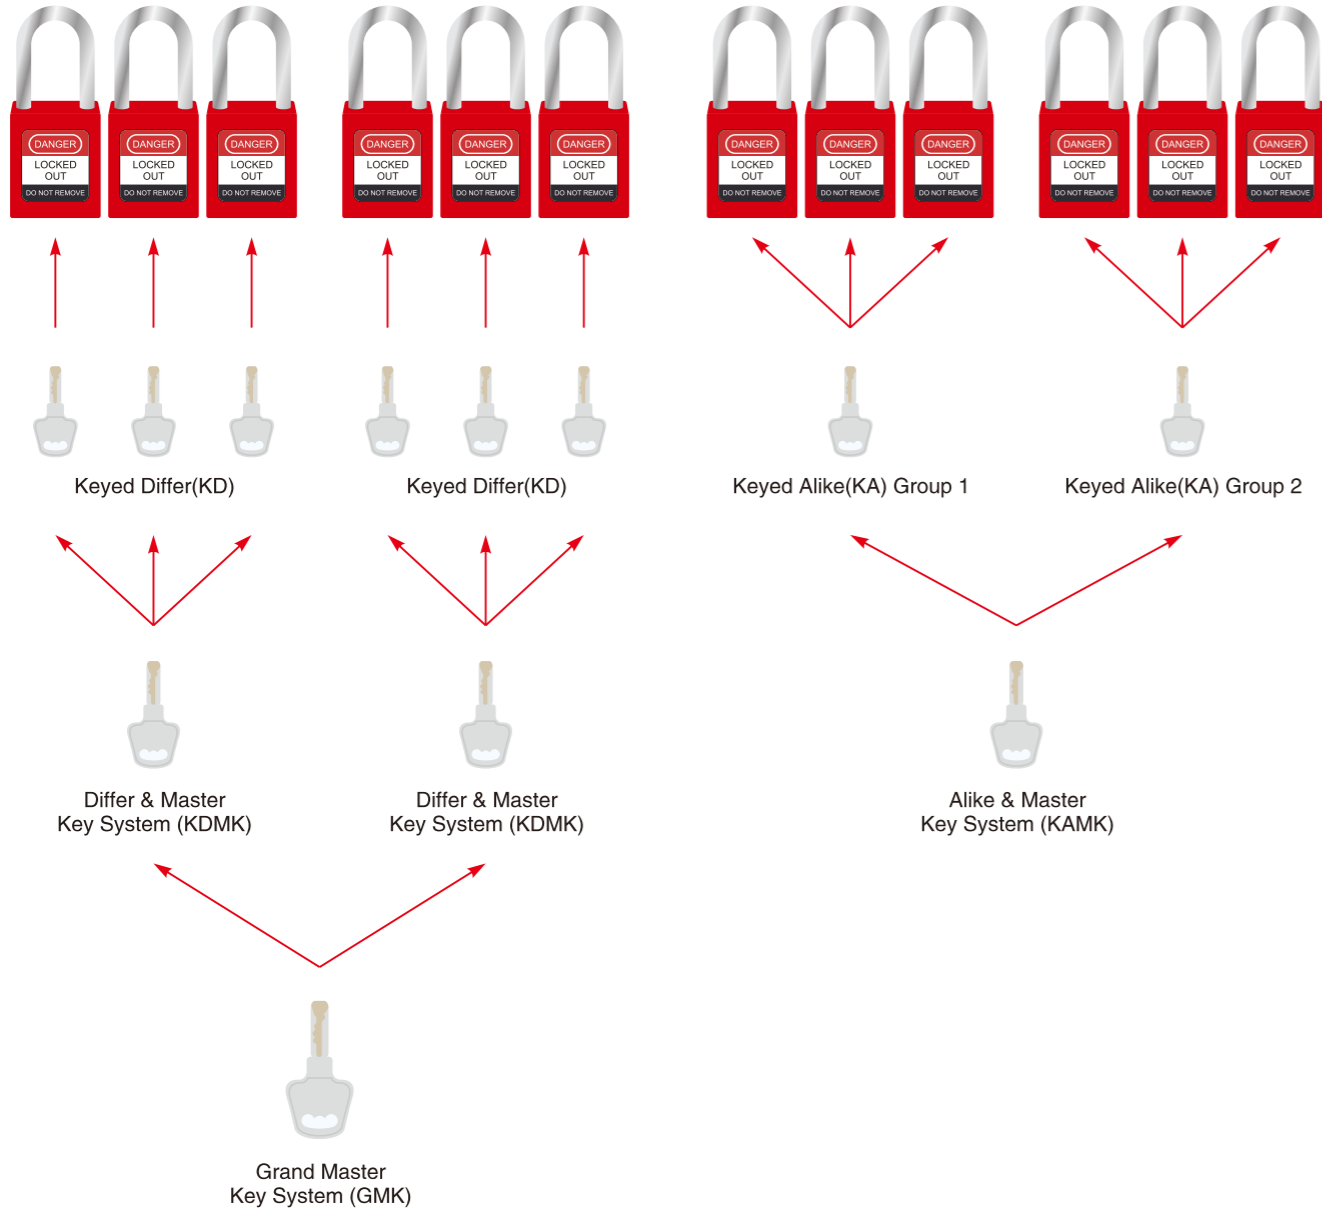 DANGER
LOCKED
OUT
DO NOT REMOVE
DANGER
LOCKED
OUT
DO NOT REMOVE
DANGER
LOCKED
OUT
DO NOT REMOVE
DANGER
LOCKED
OUT
DO NOT REMOVE
DANGER
LOCKED
OUT
DO NOT REMOVE
DANGER
LOCKED
OUT
DO NOT REMOVE
DANGER
LOCKED
OUT
DO NOT REMOVE
DANGER
LOCKED
OUT
DO NOT REMOVE
DANGER
LOCKED
OUT
DO NOT REMOVE
DANGER
LOCKED
OUT
DO NOT REMOVE
DANGER
LOCKED
OUT
DO NOT REMOVE
DANGER
LOCKED
OUT
DO NOT REMOVE
Keyed Differ(KD)
Keyed Differ(KD)
Keyed Alike(KA) Group 1
Keyed Alike(KA) Group 2
Differ & Master
Key System (KDMK)
Differ & Master
Key System (KDMK)
Alike & Master
Key System (KAMK)
Grand Master
Key System (GMK)